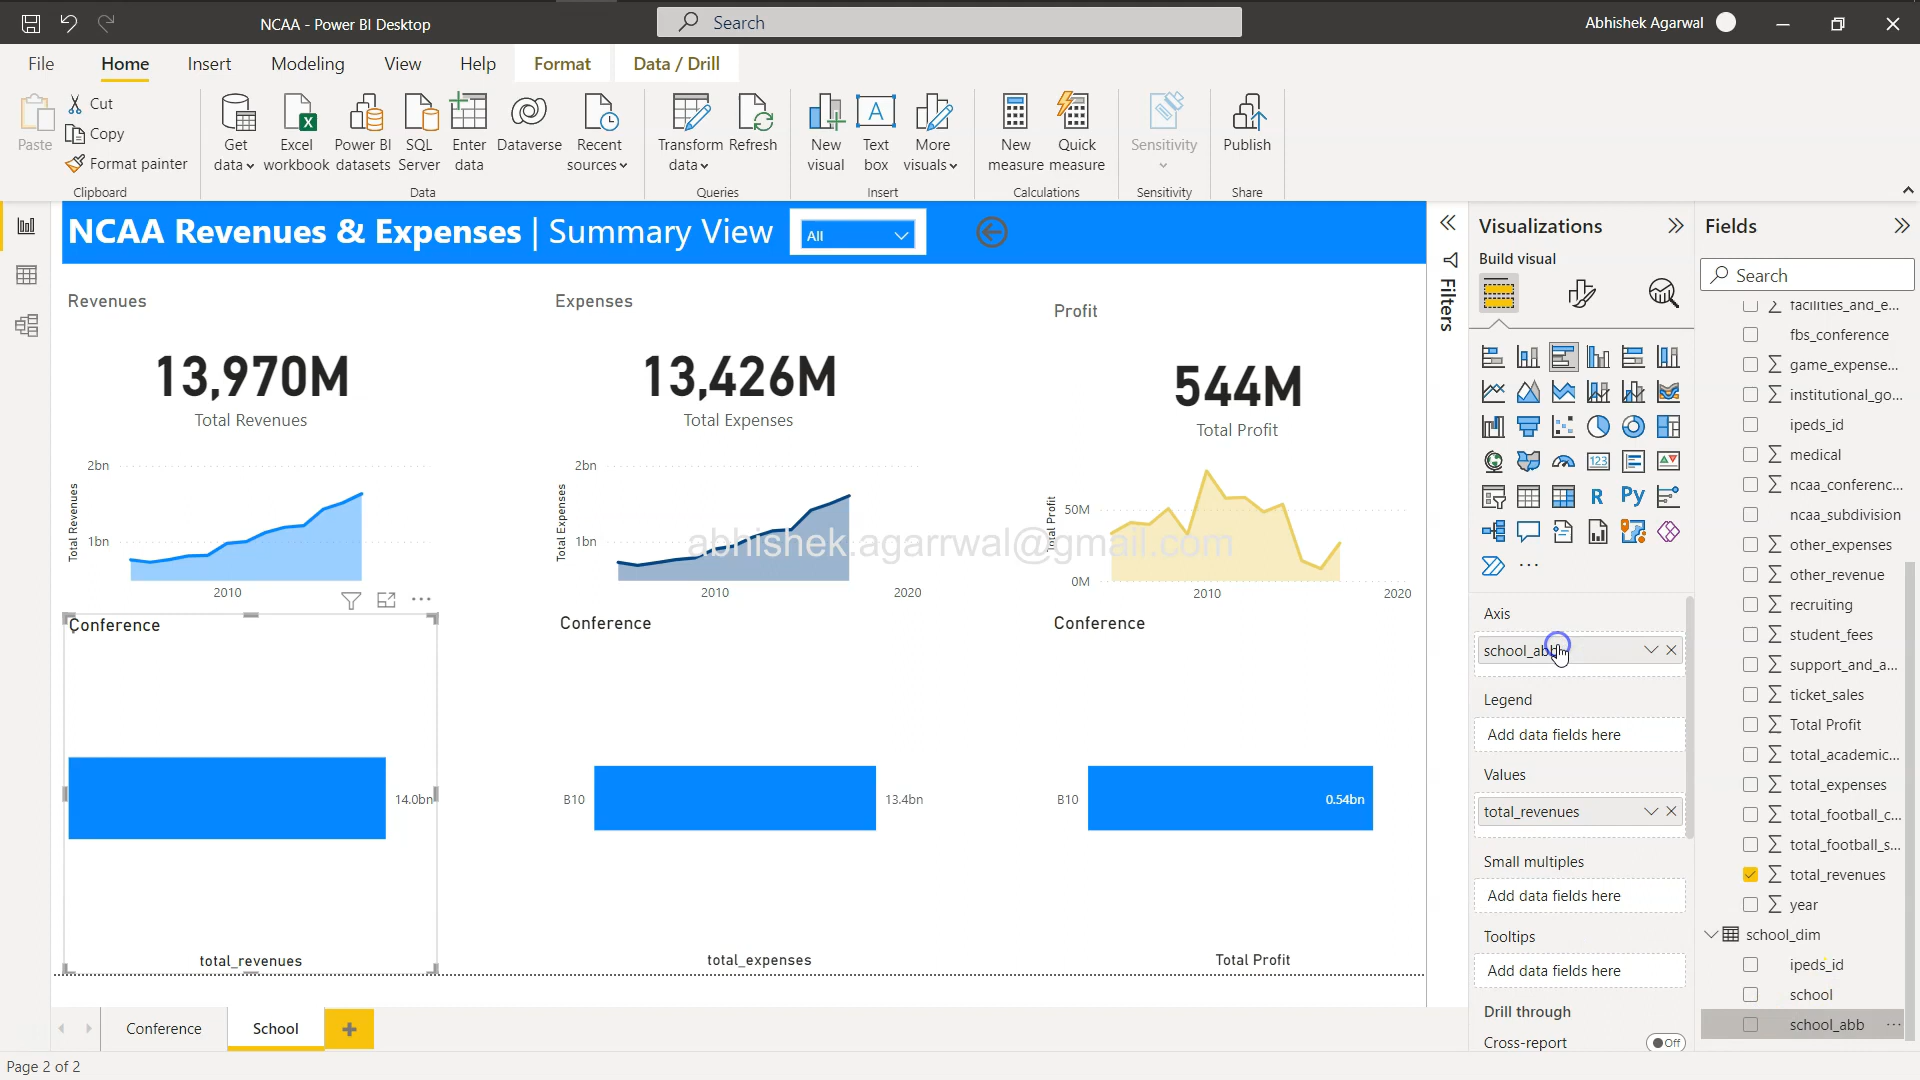 NCAA - Power BI Desktop
Search
Abhishek Agarwal
File
Home
Insert
Modeling
View
Help
Format
Data / Drill
Paste
Cut
Copy
Format painter
Clipboard
Get data
Excel workbook
Power BI datasets
SQL Server
Enter data
Dataverse
Recent sources
Data
Transform data
Refresh
Queries
New visual
Text box
More visuals
Insert
New measure
Quick measure
Calculations
Sensitivity
Sensitivity
Publish
Share
NCAA Revenues & Expenses | Summary View
All
Revenues
13,970M
Total Revenues
2bn
1bn
Total Revenues
2010
Expenses
13,426M
Total Expenses
2bn
1bn
Total Expenses
2010
2020
Profit
544M
Total Profit
50M
0M
Total Profit
2010
2020
abhishek.agarrwal@gmail.com
Conference
14.0bn
total_revenues
Conference
B10
13.4bn
total_expenses
Conference
B10
0.54bn
Total Profit
Conference
School
Page 2 of 2
Filters
Visualizations
Build visual
123
R
Py
Axis
school_abb
Legend
Add data fields here
Values
total_revenues
Small multiples
Add data fields here
Tooltips
Add data fields here
Drill through
Cross-report
Off
Fields
Search
facilities_and_e...
fbs_conference
game_expense...
institutional_go...
ipeds_id
medical
ncaa_conferenc...
ncaa_subdivision
other_expenses
other_revenue
recruiting
student_fees
support_and_a...
ticket_sales
Total Profit
total_academic...
total_expenses
total_football_c...
total_football_s...
total_revenues
year
school_dim
ipeds_id
school
school_abb